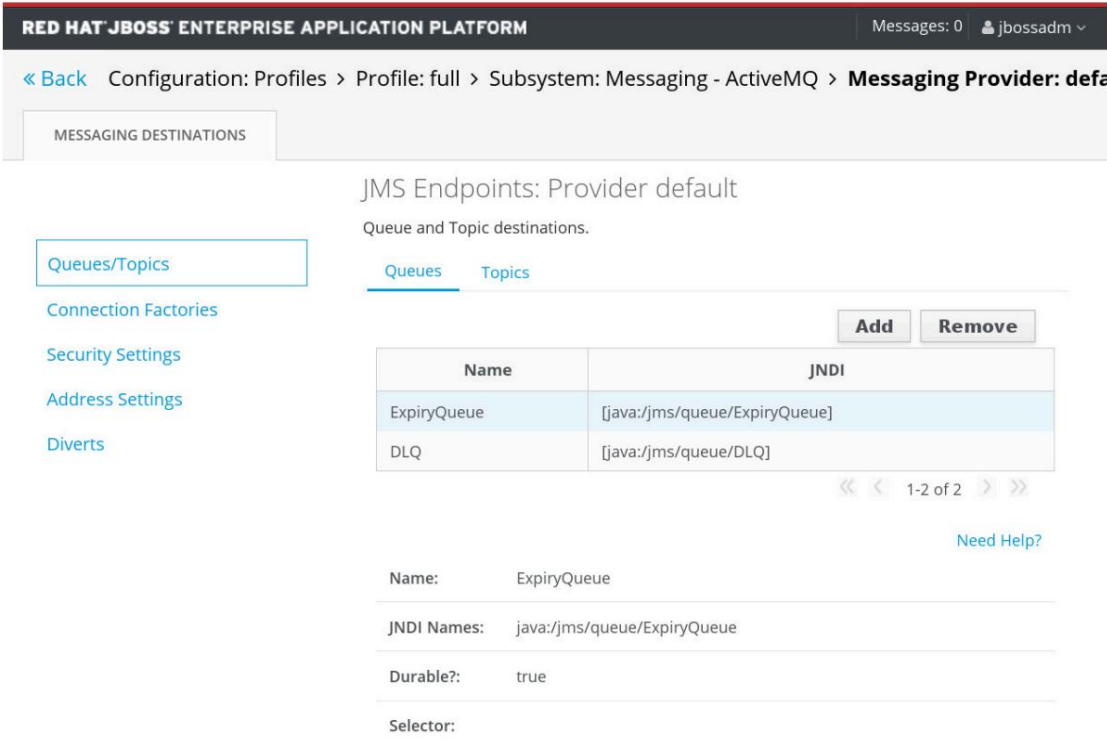 RED HAT JBOSS ENTERPRISE APPLICATION PLATFORM Messages: 0 jbossadm
« Back Configuration: Profiles > Profile: full > Subsystem: Messaging - ActiveMQ > Messaging Provider: defa
MESSAGING DESTINATIONS
JMS Endpoints: Provider default
Queue and Topic destinations.
Queues/Topics
Connection Factories
Security Settings
Address Settings
Diverts
Queues Topics
Add Remove
Name JNDI
ExpiryQueue [java:/jms/queue/ExpiryQueue]
DLQ [java:/jms/queue/DLQ]
« < 1-2 of 2 > »
Need Help?
Name: ExpiryQueue
JNDI Names: java:/jms/queue/ExpiryQueue
Durable?: true
Selector: